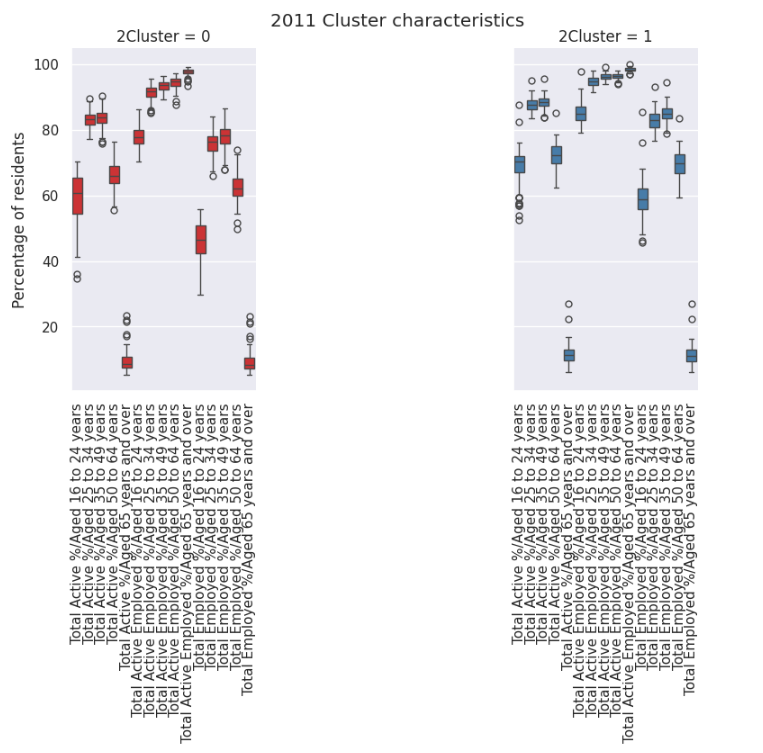 2011 Cluster characteristics
2Cluster = 0
2Cluster = 1
Percentage of residents
100
80
60
40
20
Total Active %/Aged 16 to 24 years
Total Active %/Aged 25 to 34 years
Total Active %/Aged 35 to 49 years
Total Active %/Aged 50 to 64 years
Total Active %/Aged 65 years and over
Total Active Employed %/Aged 16 to 24 years
Total Active Employed %/Aged 25 to 34 years
Total Active Employed %/Aged 35 to 49 years
Total Active Employed %/Aged 50 to 64 years
Total Active Employed %/Aged 65 years and over
Total Employed %/Aged 16 to 24 years
Total Employed %/Aged 25 to 34 years
Total Employed %/Aged 35 to 49 years
Total Employed %/Aged 50 to 64 years
Total Employed %/Aged 65 years and over
Total Active %/Aged 16 to 24 years
Total Active %/Aged 25 to 34 years
Total Active %/Aged 35 to 49 years
Total Active %/Aged 50 to 64 years
Total Active %/Aged 65 years and over
Total Active Employed %/Aged 16 to 24 years
Total Active Employed %/Aged 25 to 34 years
Total Active Employed %/Aged 35 to 49 years
Total Active Employed %/Aged 50 to 64 years
Total Active Employed %/Aged 65 years and over
Total Employed %/Aged 16 to 24 years
Total Employed %/Aged 25 to 34 years
Total Employed %/Aged 35 to 49 years
Total Employed %/Aged 50 to 64 years
Total Employed %/Aged 65 years and over